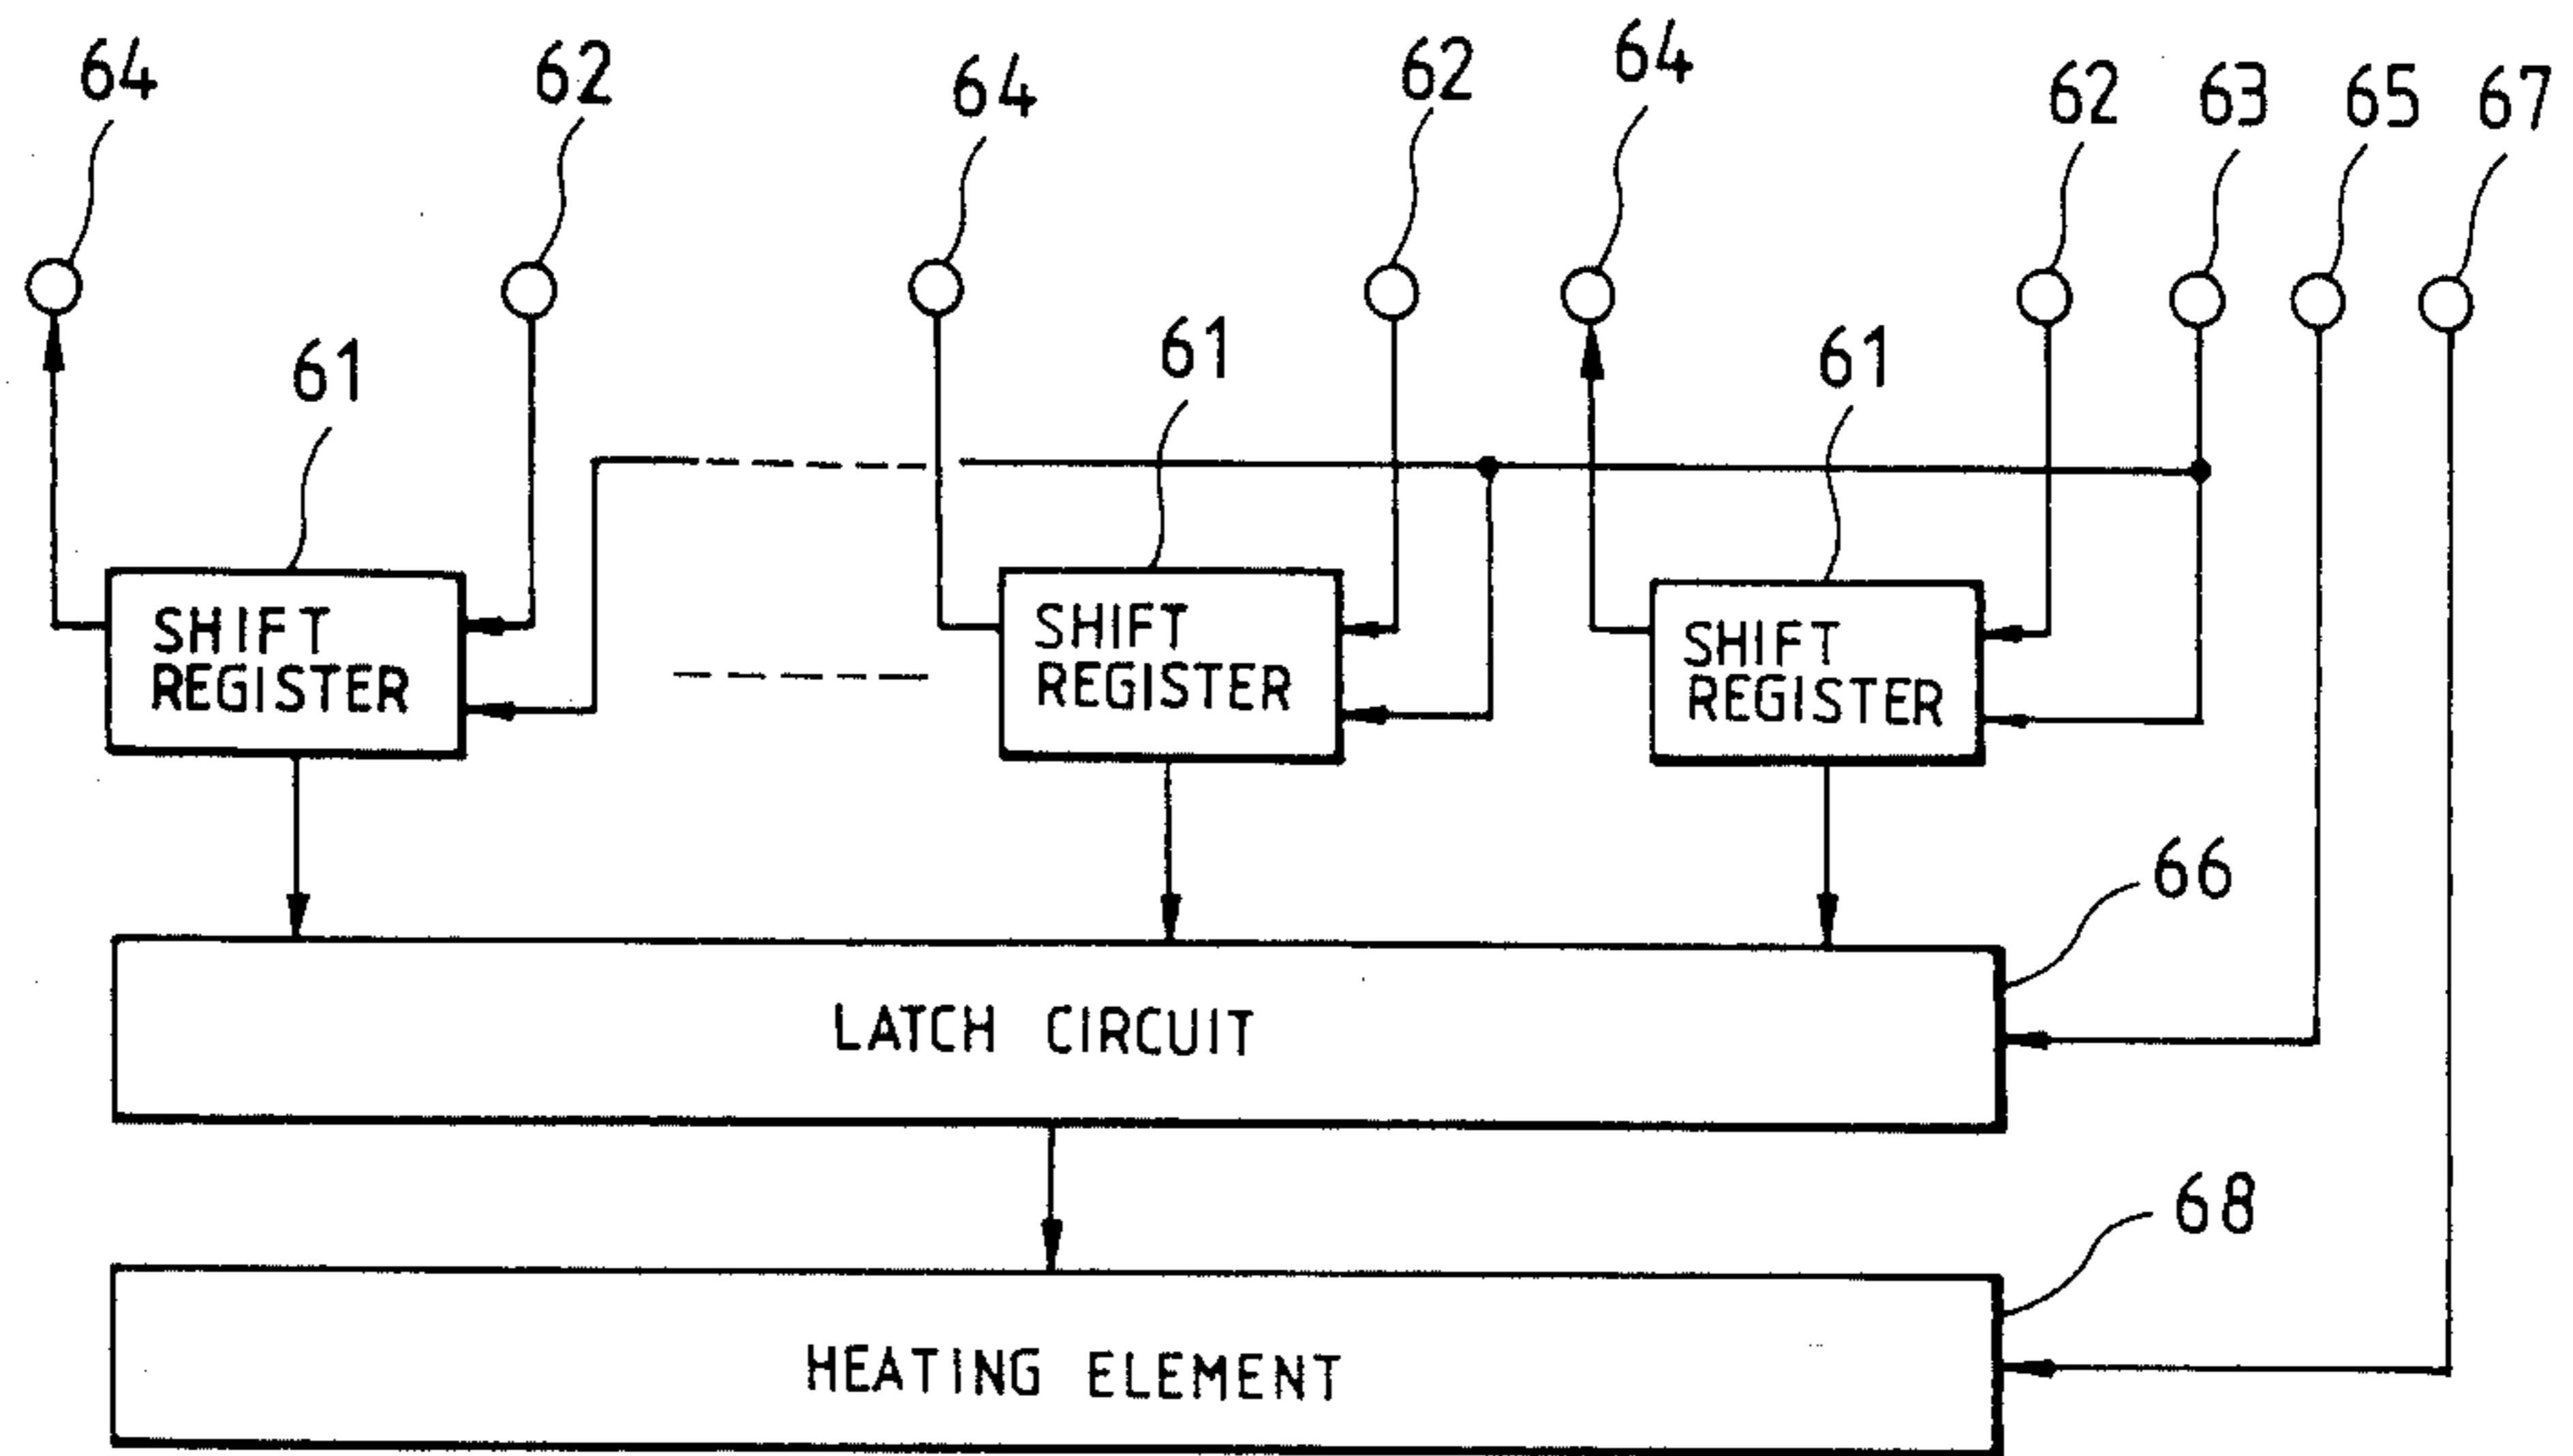 64 62 64 62 64 62 63 65 67
61 61 61
SHIFT
REGISTER
SHIFT
REGISTER
SHIFT
REGISTER
66
LATCH CIRCUIT
68
HEATING ELEMENT